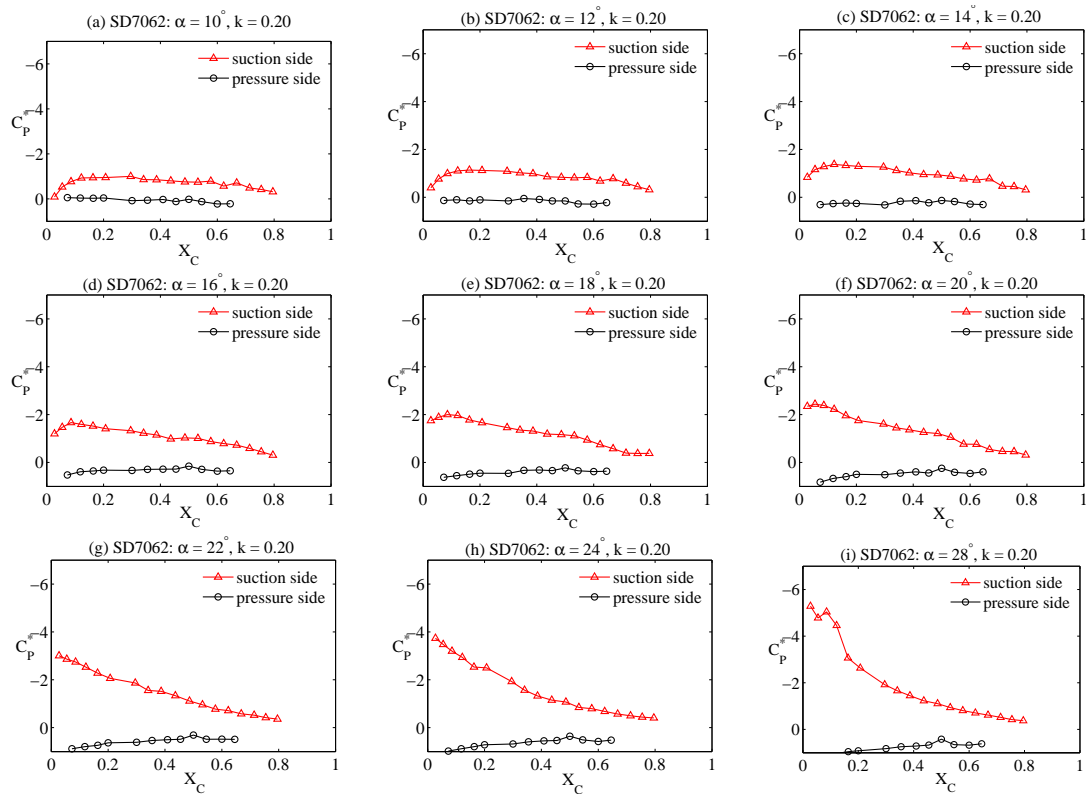 (a) SD7062: α = 10°, k = 0.20
−6
−4
−2
0
C*P
suction side
pressure side
0 0.2 0.4 0.6 0.8 1
XC
(b) SD7062: α = 12°, k = 0.20
−6
−4
−2
0
C*P
suction side
pressure side
0 0.2 0.4 0.6 0.8 1
XC
(c) SD7062: α = 14°, k = 0.20
−6
−4
−2
0
C*P
suction side
pressure side
0 0.2 0.4 0.6 0.8 1
XC
(d) SD7062: α = 16°, k = 0.20
−6
−4
−2
0
C*P
suction side
pressure side
0 0.2 0.4 0.6 0.8 1
XC
(e) SD7062: α = 18°, k = 0.20
−6
−4
−2
0
C*P
suction side
pressure side
0 0.2 0.4 0.6 0.8 1
XC
(f) SD7062: α = 20°, k = 0.20
−6
−4
−2
0
C*P
suction side
pressure side
0 0.2 0.4 0.6 0.8 1
XC
(g) SD7062: α = 22°, k = 0.20
−6
−4
−2
0
C*P
suction side
pressure side
0 0.2 0.4 0.6 0.8 1
XC
(h) SD7062: α = 24°, k = 0.20
−6
−4
−2
0
C*P
suction side
pressure side
0 0.2 0.4 0.6 0.8 1
XC
(i) SD7062: α = 28°, k = 0.20
−6
−4
−2
0
C*P
suction side
pressure side
0 0.2 0.4 0.6 0.8 1
XC